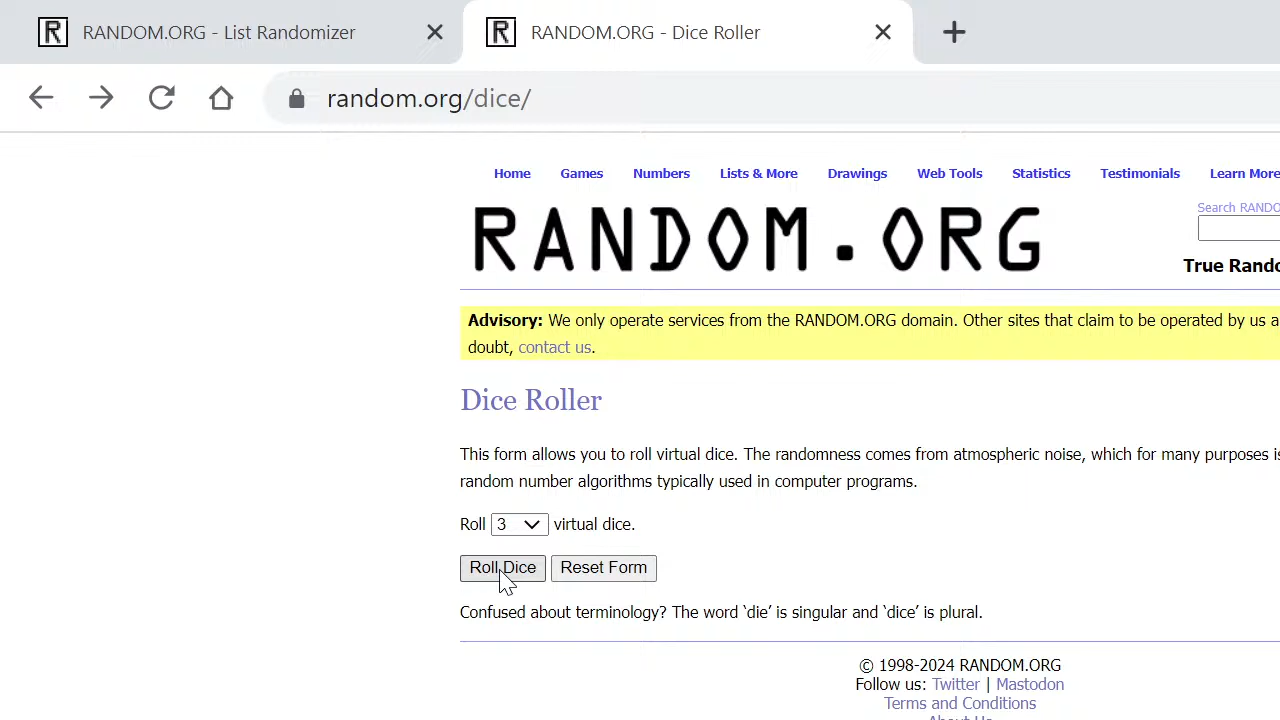 RANDOM.ORG - List Randomizer
RANDOM.ORG - Dice Roller
random.org/dice/
Home Games Numbers Lists & More Drawings Web Tools Statistics Testimonials Learn More
RANDOM.ORG
Search RANDO
True Rando
Advisory: We only operate services from the RANDOM.ORG domain. Other sites that claim to be operated by us a
doubt, contact us.
Dice Roller
This form allows you to roll virtual dice. The randomness comes from atmospheric noise, which for many purposes is
random number algorithms typically used in computer programs.
Roll 3 virtual dice.
Roll Dice Reset Form
Confused about terminology? The word ‘die’ is singular and ‘dice’ is plural.
© 1998-2024 RANDOM.ORG
Follow us: Twitter | Mastodon
Terms and Conditions
About Us